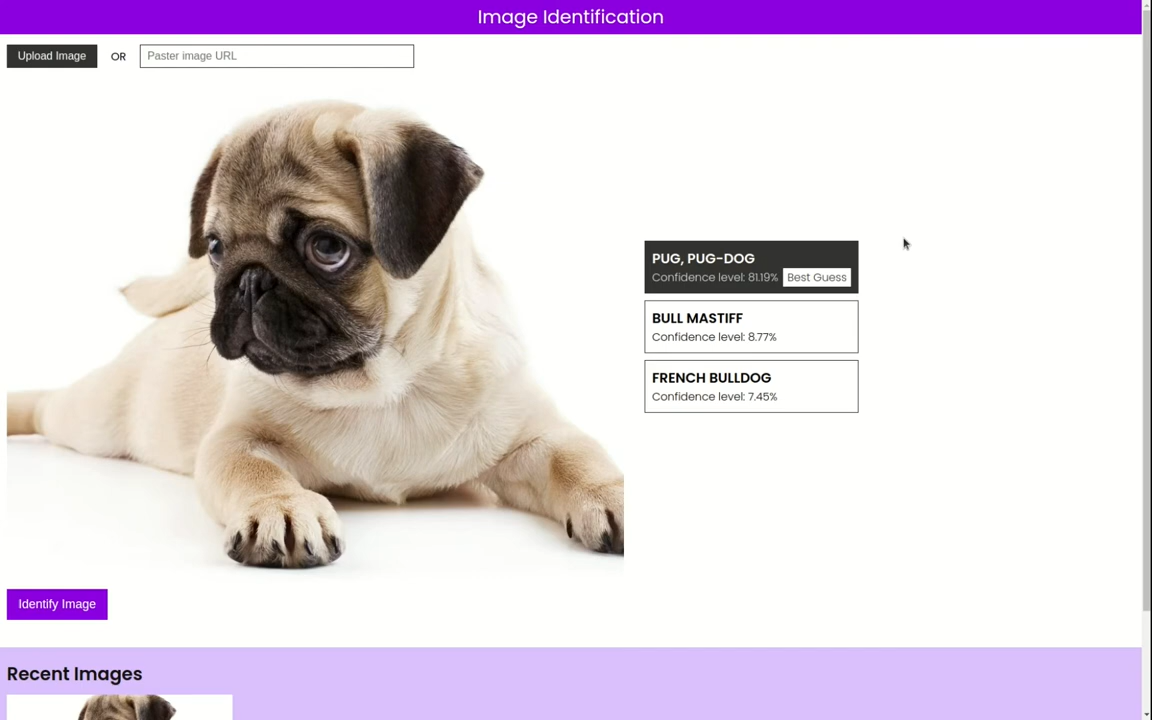 Image Identification
Upload Image OR Paster image URL
PUG, PUG-DOG
Confidence level: 81.19% Best Guess
BULL MASTIFF
Confidence level: 8.77%
FRENCH BULLDOG
Confidence level: 7.45%
Identify Image
Recent Images